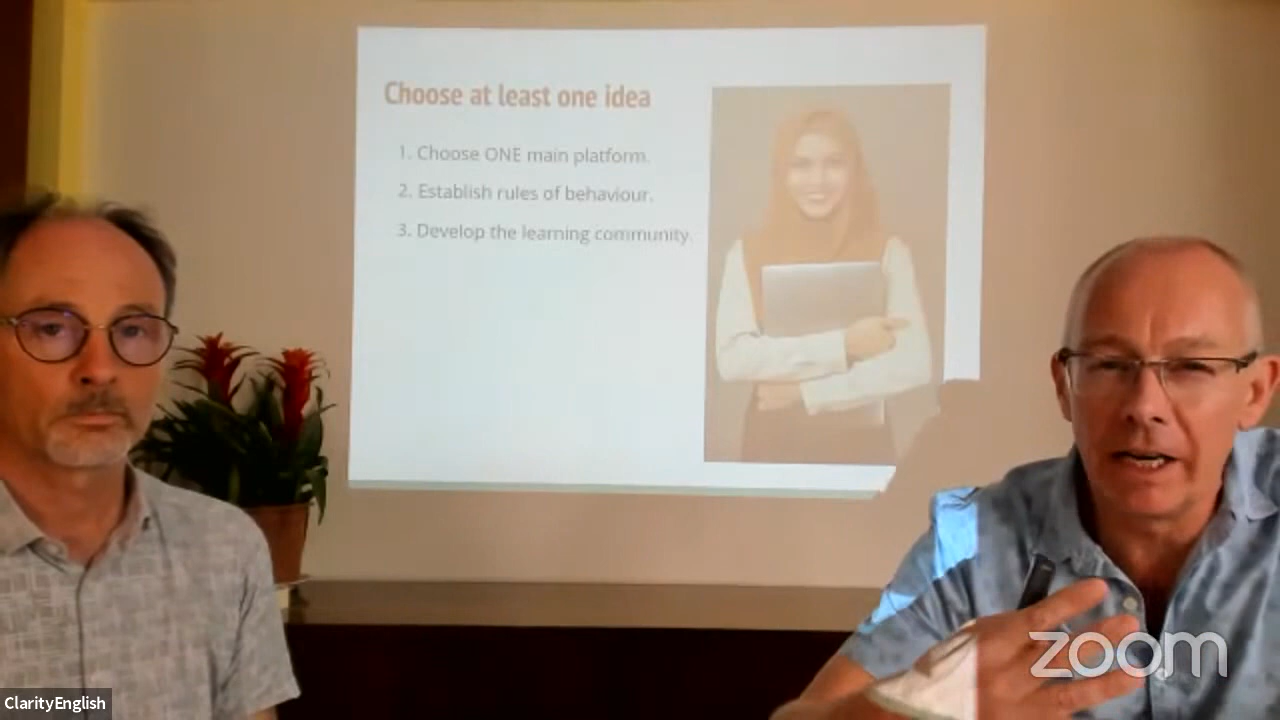 Choose at least one idea
1. Choose ONE main platform.
2. Establish rules of behaviour.
3. Develop the learning community.
zoom
ClarityEnglish